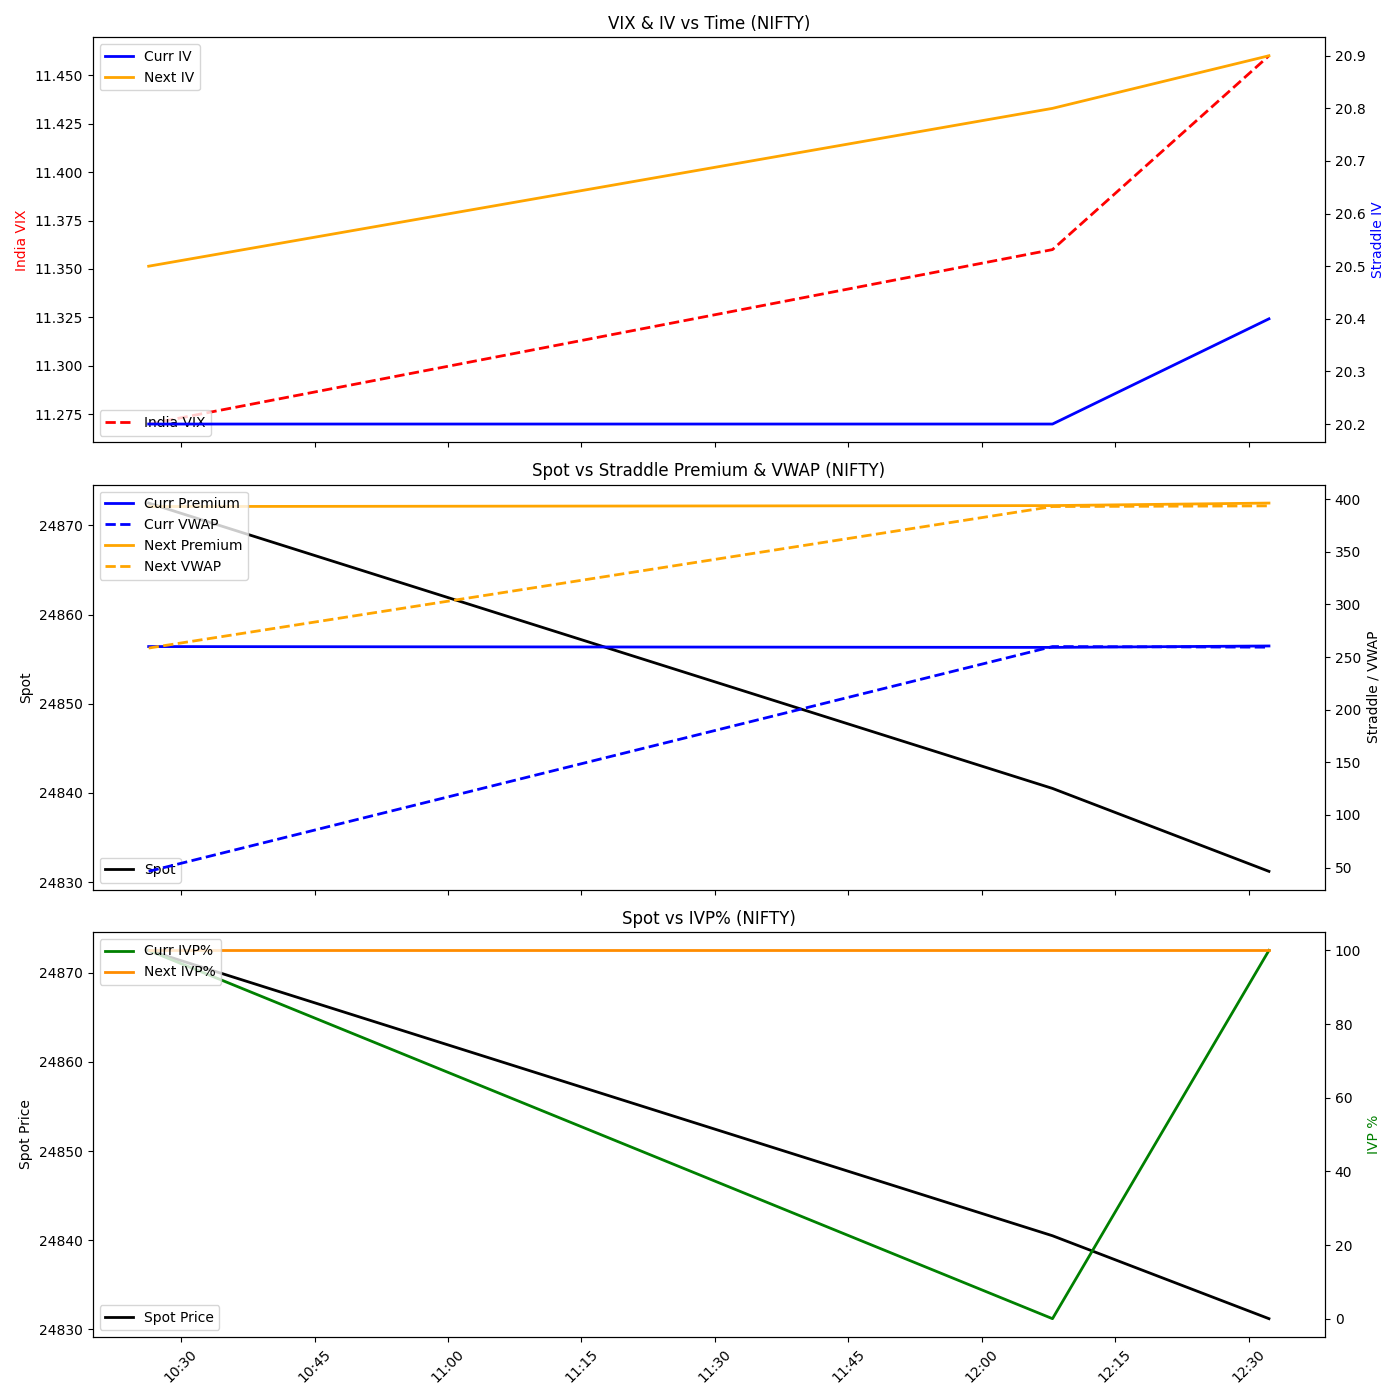 VIX & IV vs Time (NIFTY)
Curr IV
Next IV
India VIX
India VIX
11.450
11.425
11.400
11.375
11.350
11.325
11.300
11.275
20.9
20.8
20.7
20.6
20.5
20.4
20.3
20.2
Straddle IV
Spot vs Straddle Premium & VWAP (NIFTY)
Curr Premium
Curr VWAP
Next Premium
Next VWAP
Spot
Spot
24870
24860
24850
24840
24830
400
350
300
250
200
150
100
50
Straddle / VWAP
Spot vs IVP% (NIFTY)
Curr IVP%
Next IVP%
Spot Price
Spot Price
24870
24860
24850
24840
24830
100
80
60
40
20
0
IVP %
10:30
10:45
11:00
11:15
11:30
11:45
12:00
12:15
12:30